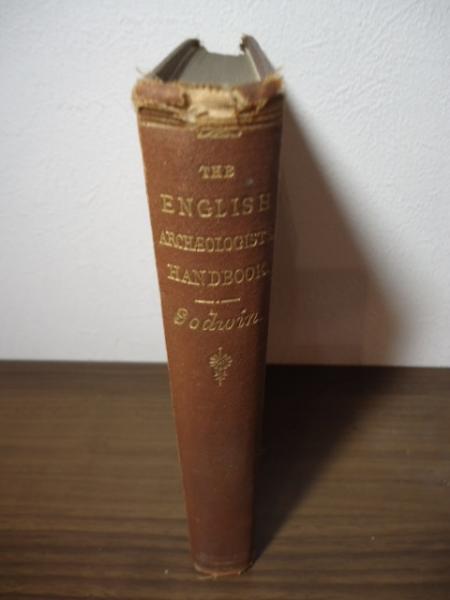 THE
ENGLISH
ARCHÆOLOGIST'S
HANDBOOK.
Godwin.